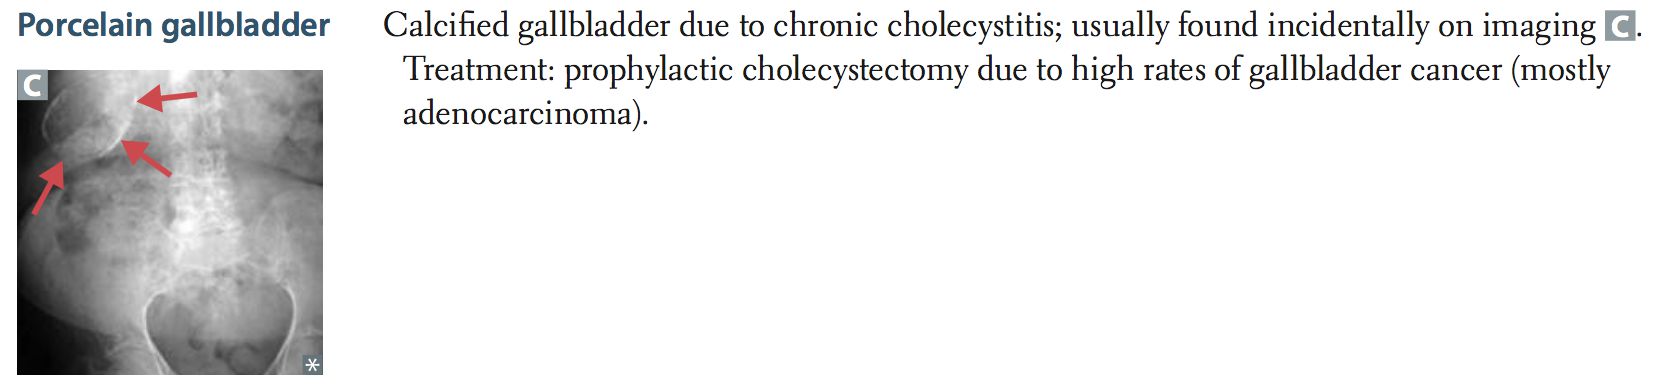 Porcelain gallbladder
Calcified gallbladder due to chronic cholecystitis; usually found incidentally on imaging C.
Treatment: prophylactic cholecystectomy due to high rates of gallbladder cancer (mostly
adenocarcinoma).
C
*